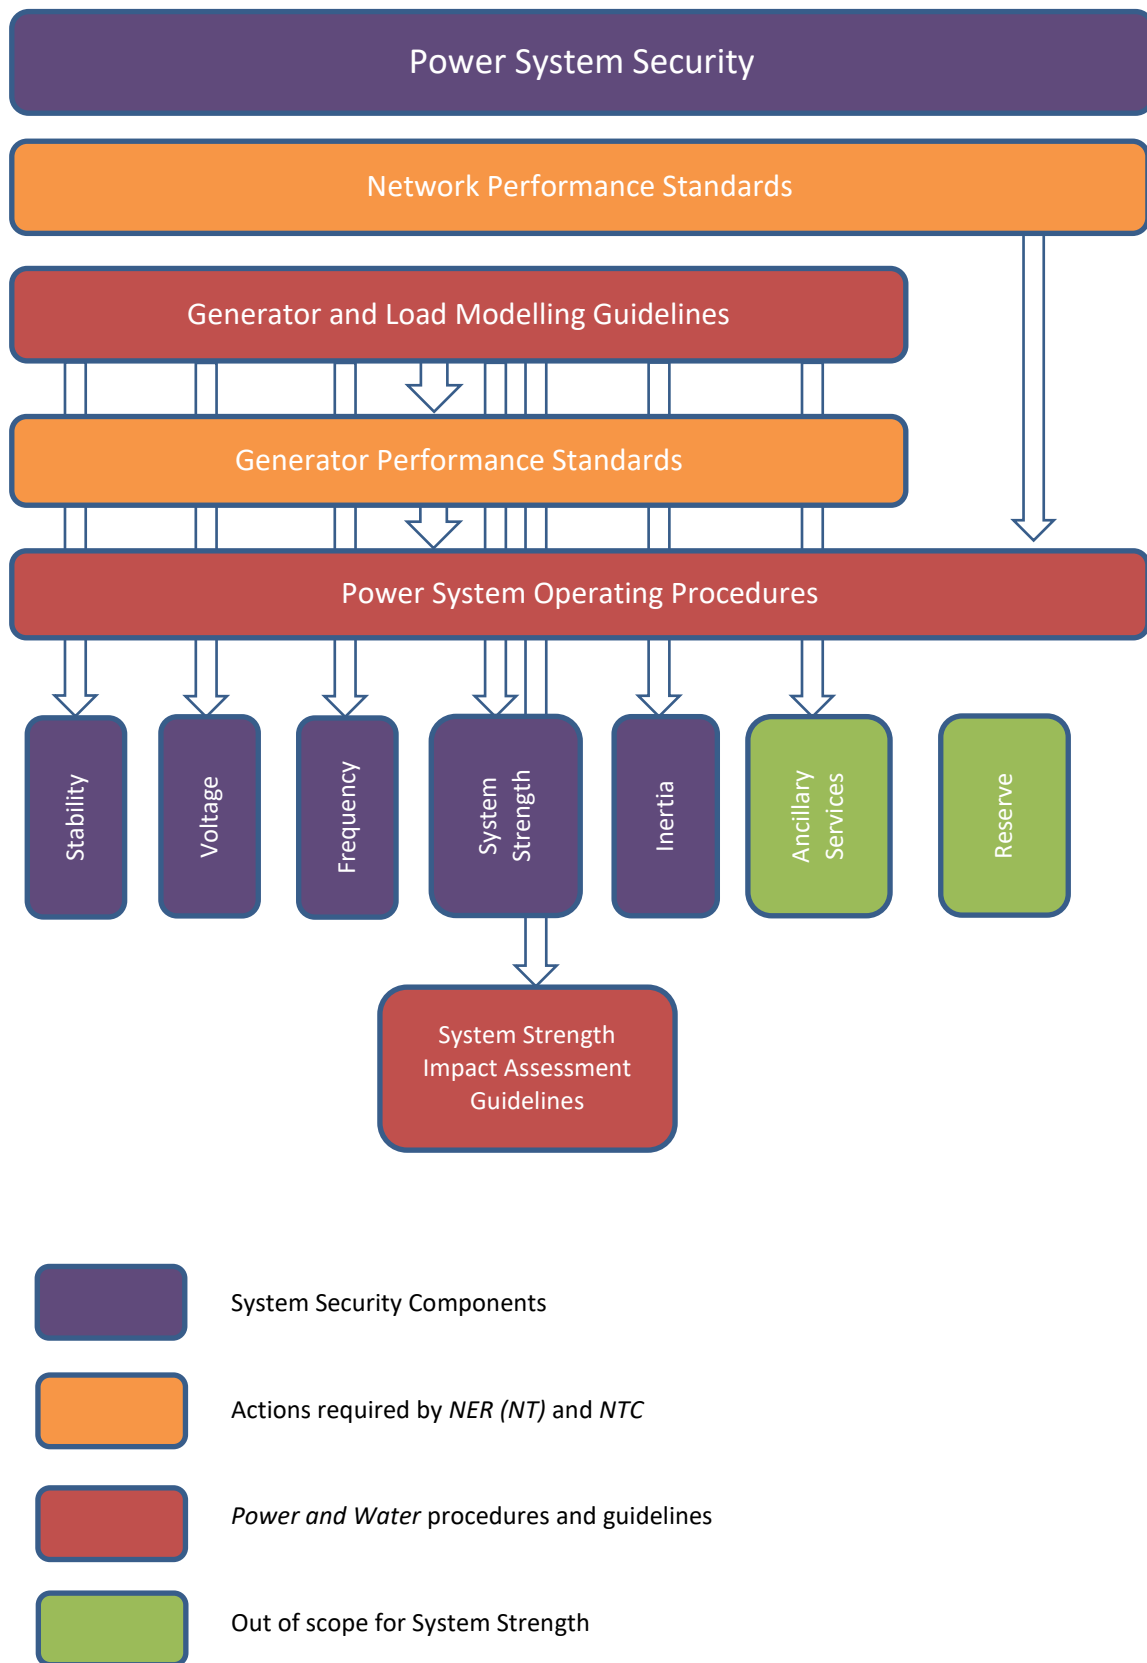 Power System Security
Network Performance Standards
Generator and Load Modelling Guidelines
Generator Performance Standards
Power System Operating Procedures
Stability
Voltage
Frequency
System
Strength
Inertia
Ancillary
Services
Reserve
System Strength
Impact Assessment
Guidelines
System Security Components
Actions required by NER (NT) and NTC
Power and Water procedures and guidelines
Out of scope for System Strength